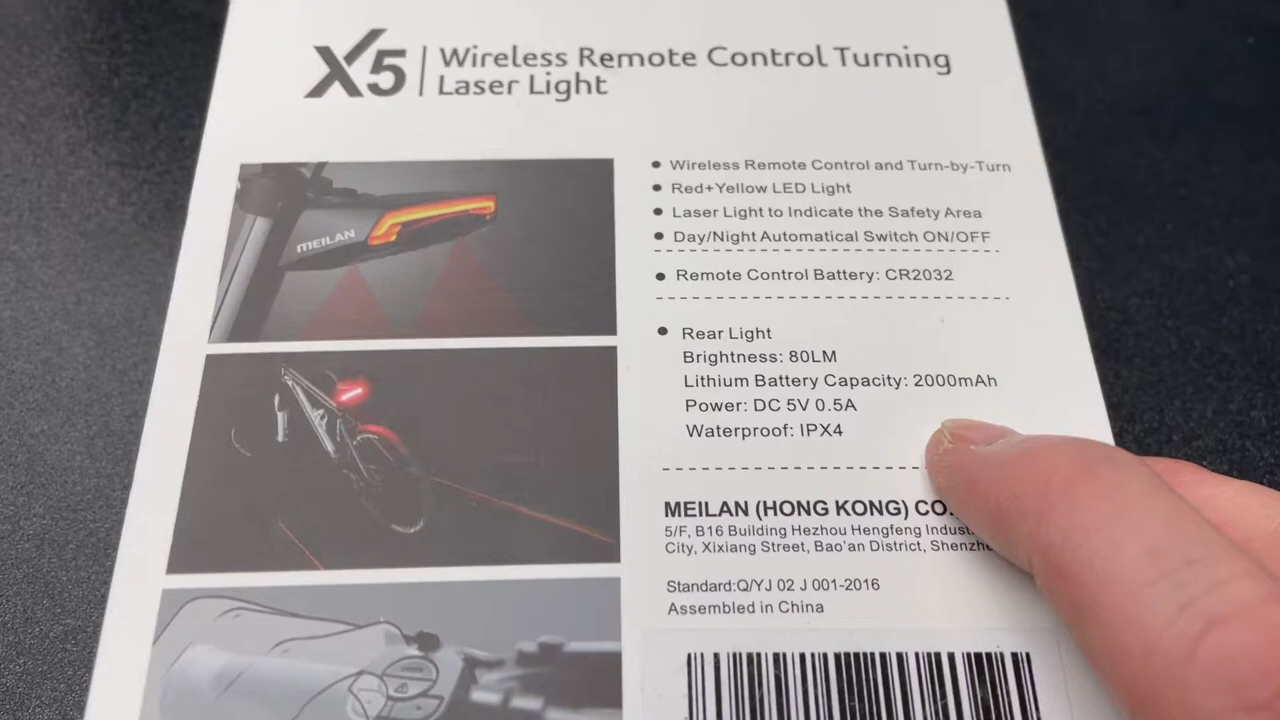 X5 Wireless Remote Control Turning
Laser Light
MEILAN
• Wireless Remote Control and Turn-by-Turn
• Red+Yellow LED Light
• Laser Light to Indicate the Safety Area
• Day/Night Automatical Switch ON/OFF
• Remote Control Battery: CR2032
• Rear Light
Brightness: 80LM
Lithium Battery Capacity: 2000mAh
Power: DC 5V 0.5A
Waterproof: IPX4
MEILAN (HONG KONG) CO.
5/F, B16 Building Hezhou Hengfeng
City, Xixiang Street, Bao'an District,
Standard:Q/YJ 02 J 001-2016
Assembled in China